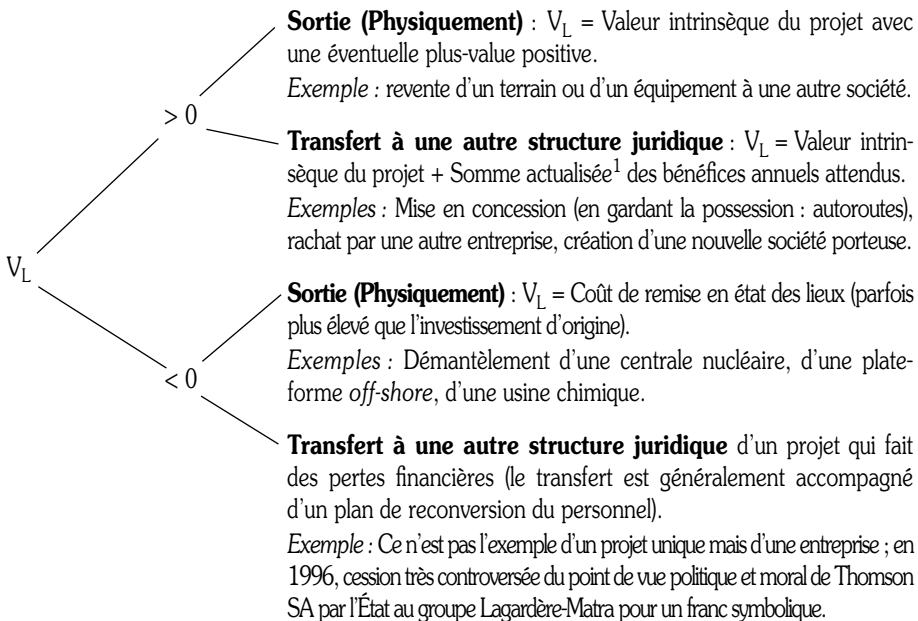 Sortie (Physiquement) : V_L = Valeur intrinsèque du projet avec
une éventuelle plus-value positive.
Exemple : revente d'un terrain ou d'un équipement à une autre société.
> 0
Transfert à une autre structure juridique : V_L = Valeur intrin-
sèque du projet + Somme actualisée¹ des bénéfices annuels attendus.
Exemples : Mise en concession (en gardant la possession : autoroutes),
rachat par une autre entreprise, création d'une nouvelle société porteuse.
V_L
Sortie (Physiquement) : V_L = Coût de remise en état des lieux (parfois
plus élevé que l'investissement d'origine).
Exemples : Démantèlement d'une centrale nucléaire, d'une plate-
forme off-shore, d'une usine chimique.
< 0
Transfert à une autre structure juridique d'un projet qui fait
des pertes financières (le transfert est généralement accompagné
d'un plan de reconversion du personnel).
Exemple : Ce n'est pas l'exemple d'un projet unique mais d'une entreprise ; en
1996, cession très controversée du point de vue politique et moral de Thomson
SA par l'État au groupe Lagardère-Matra pour un franc symbolique.